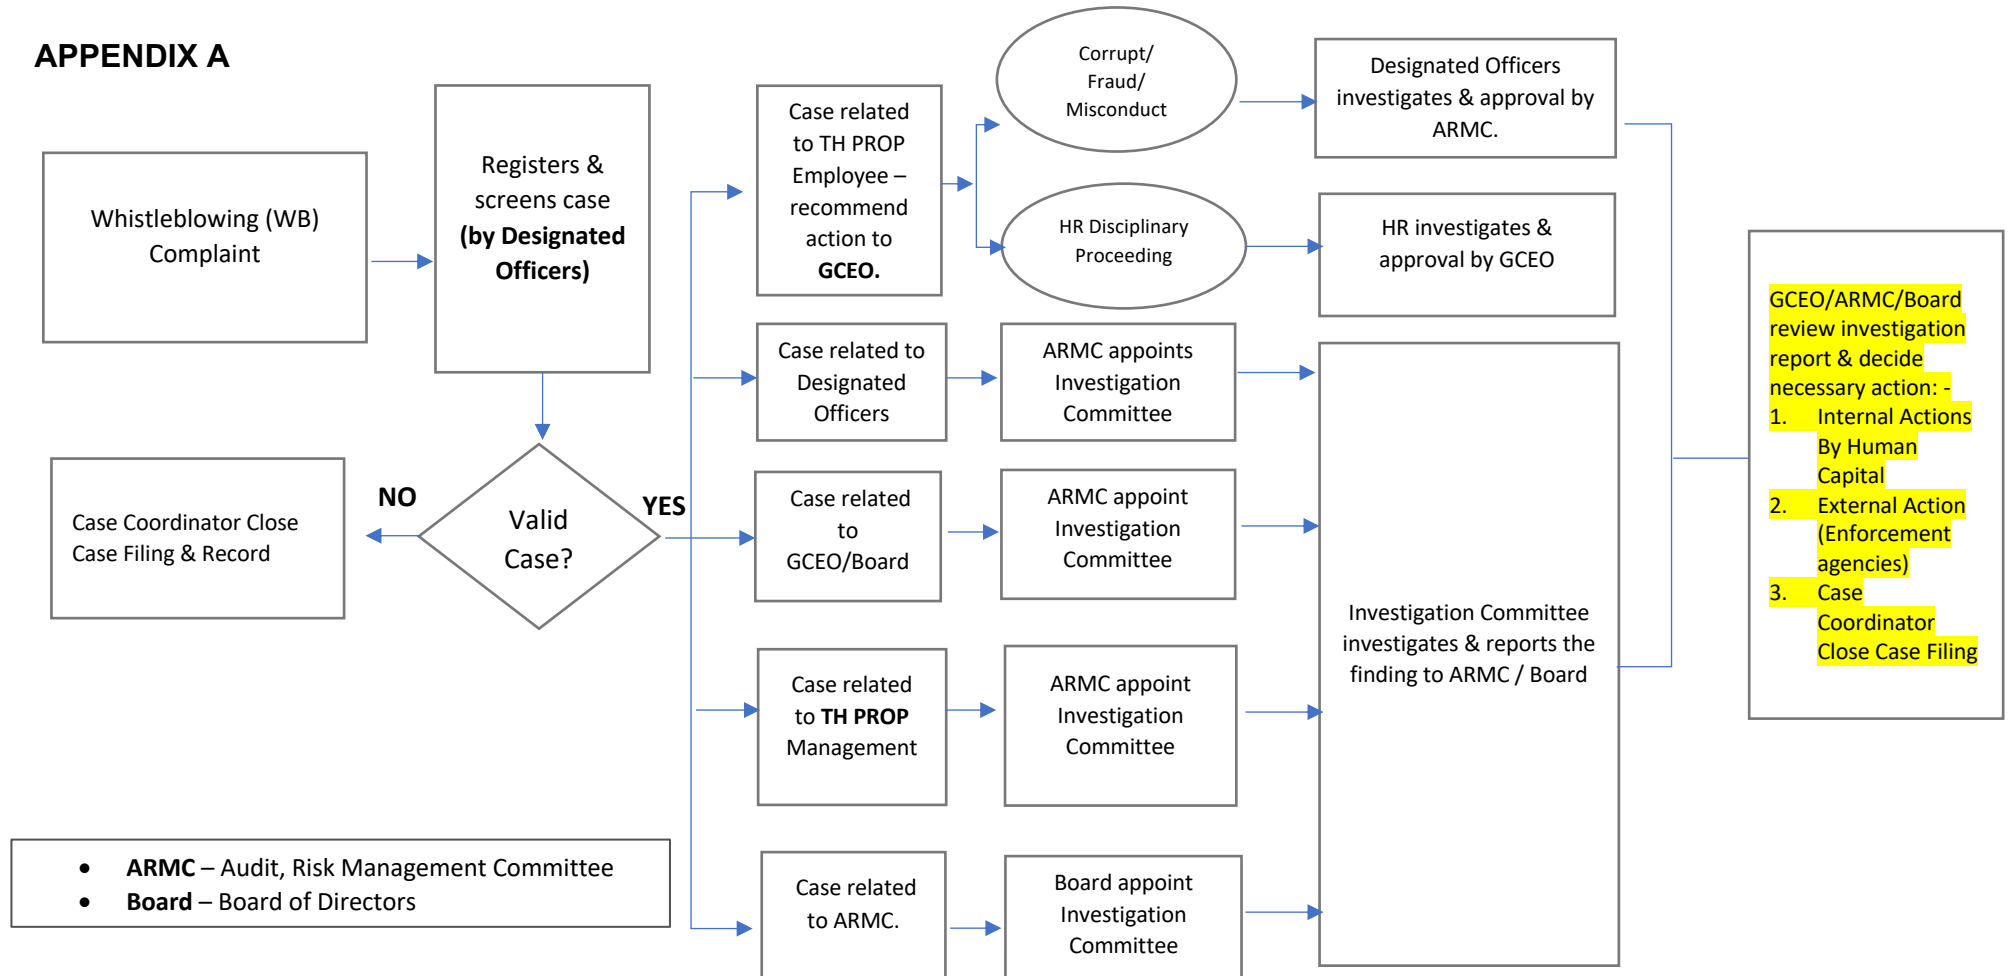 APPENDIX A
Whistleblowing (WB)
Complaint
Registers &
screens case
(by Designated
Officers)
Valid
Case?
NO
YES
Case Coordinator Close
Case Filing & Record
Case related
to TH PROP
Employee –
recommend
action to
GCEO.
Corrupt/
Fraud/
Misconduct
Designated Officers
investigates & approval by
ARMC.
HR Disciplinary
Proceeding
HR investigates &
approval by GCEO
Case related to
Designated
Officers
ARMC appoints
Investigation
Committee
Case related
to
GCEO/Board
ARMC appoint
Investigation
Committee
Case related
to TH PROP
Management
ARMC appoint
Investigation
Committee
Case related
to ARMC.
Board appoint
Investigation
Committee
Investigation Committee
investigates & reports the
finding to ARMC / Board
GCEO/ARMC/Board
review investigation
report & decide
necessary action: -
1. Internal Actions
By Human
Capital
2. External Action
(Enforcement
agencies)
3. Case
Coordinator
Close Case Filing
• ARMC – Audit, Risk Management Committee
• Board – Board of Directors